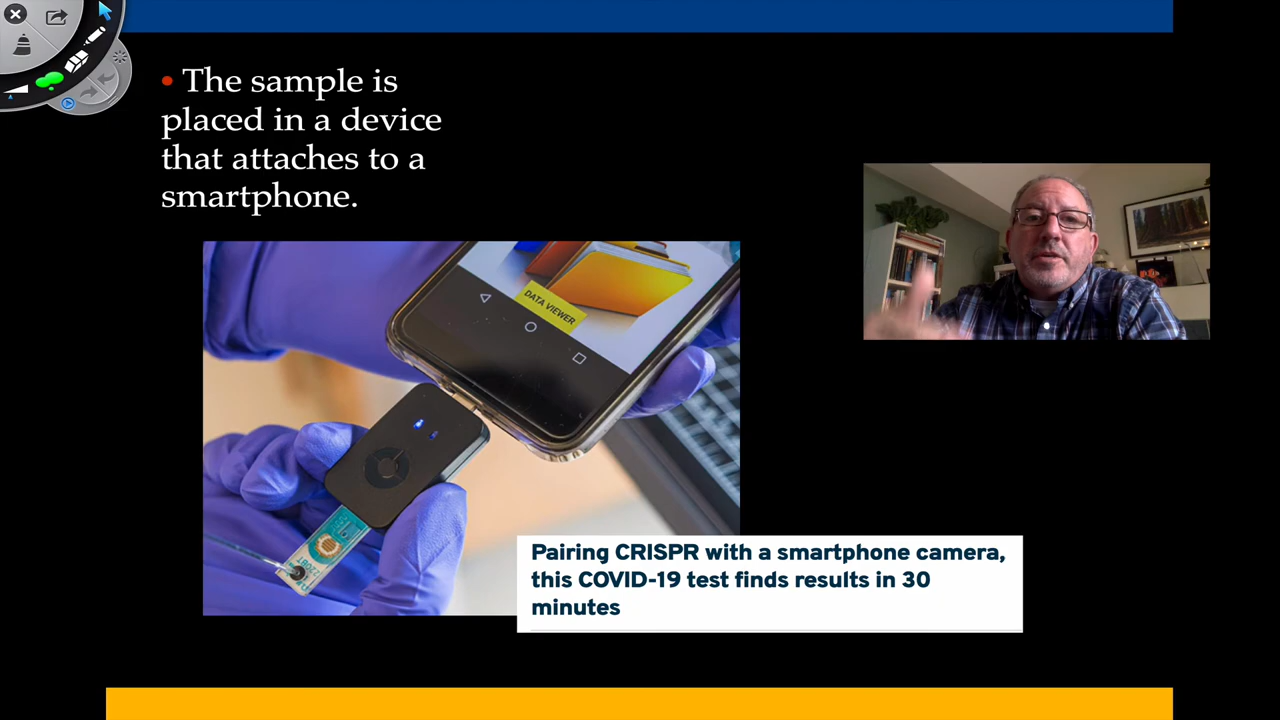 • The sample is
placed in a device
that attaches to a
smartphone.
DATA VIEWER
Pairing CRISPR with a smartphone camera,
this COVID-19 test finds results in 30
minutes